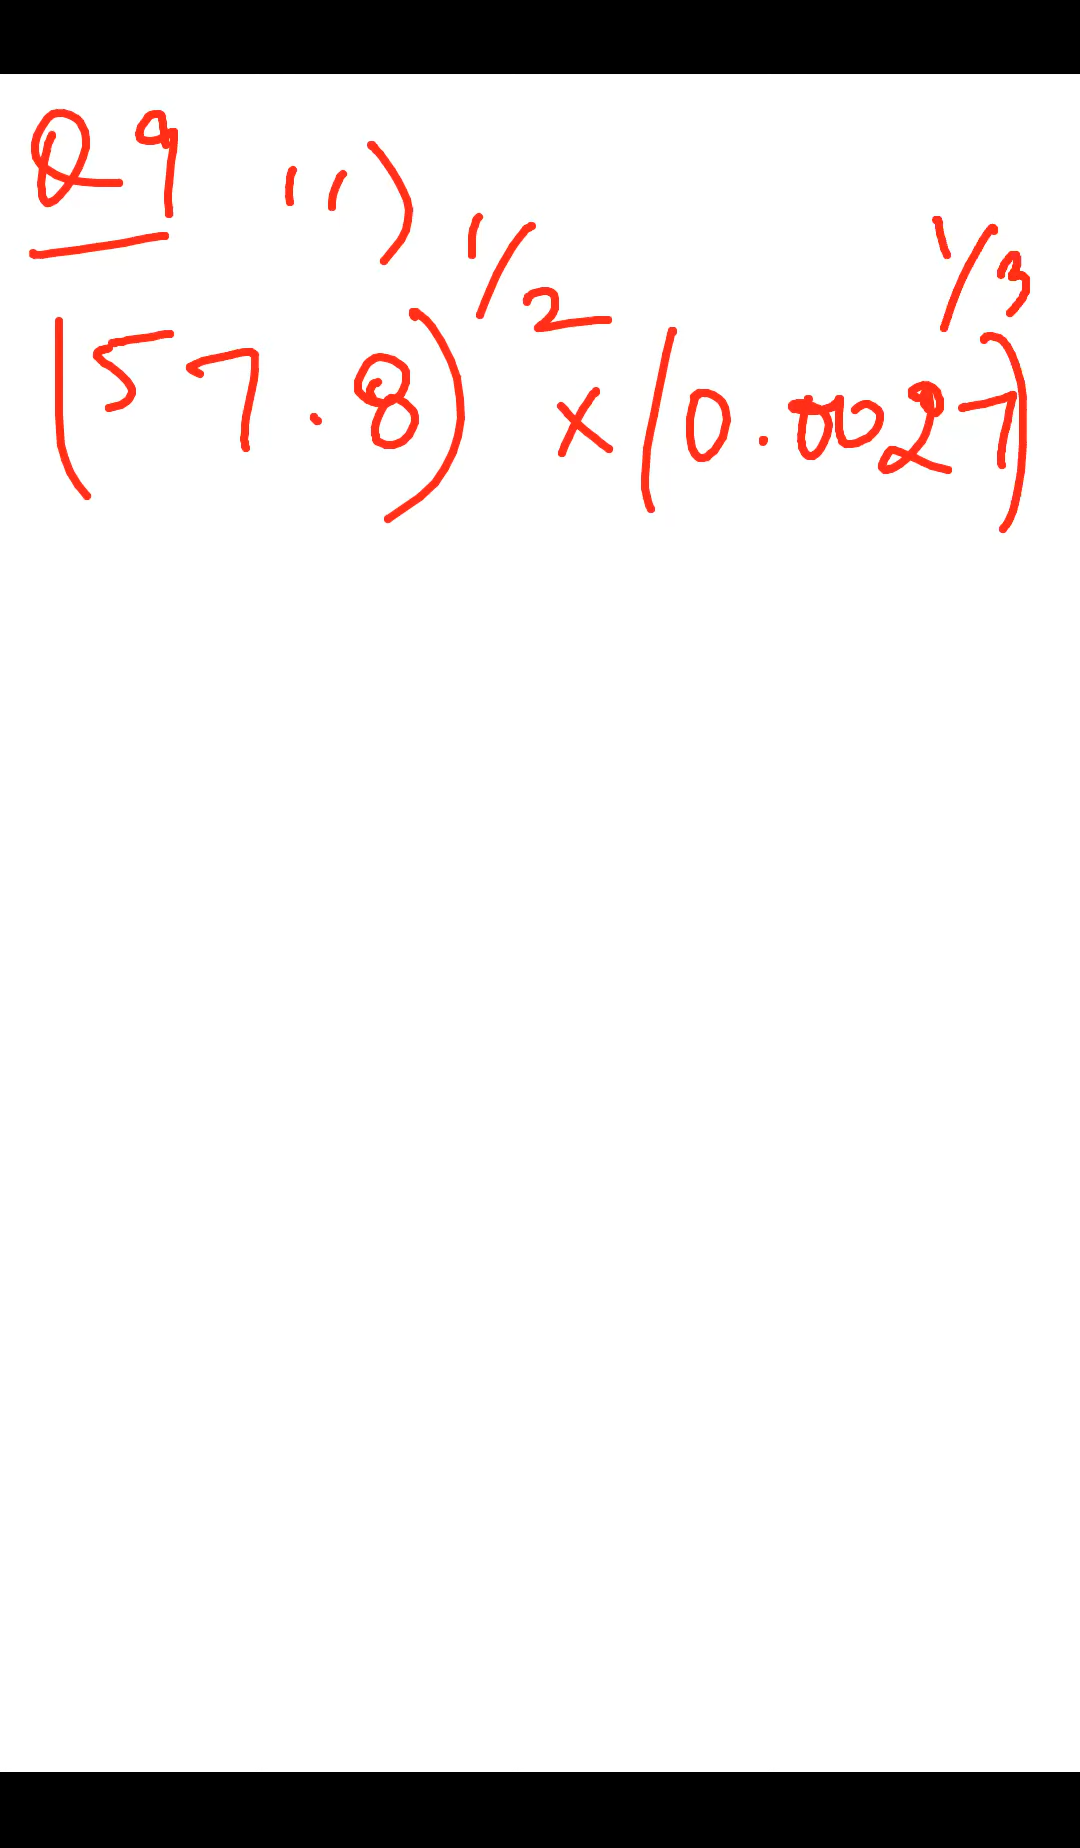 Q9 ii)
(57.8)^1/2 × (0.0027)^1/3